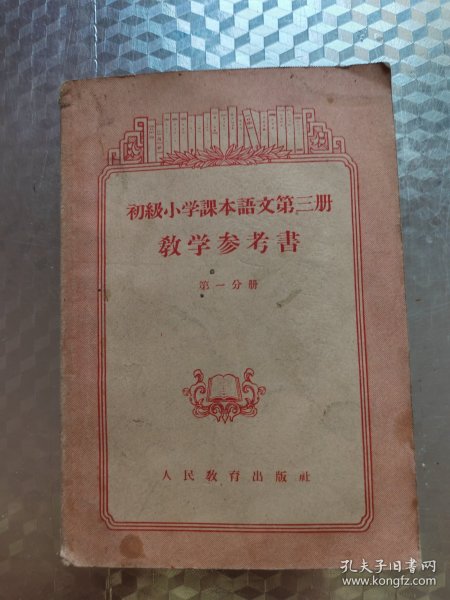 初級小学課本語文第三册
教学参考書
第一分册
人民教育出版社
孔夫子旧书网
www.kongfz.com